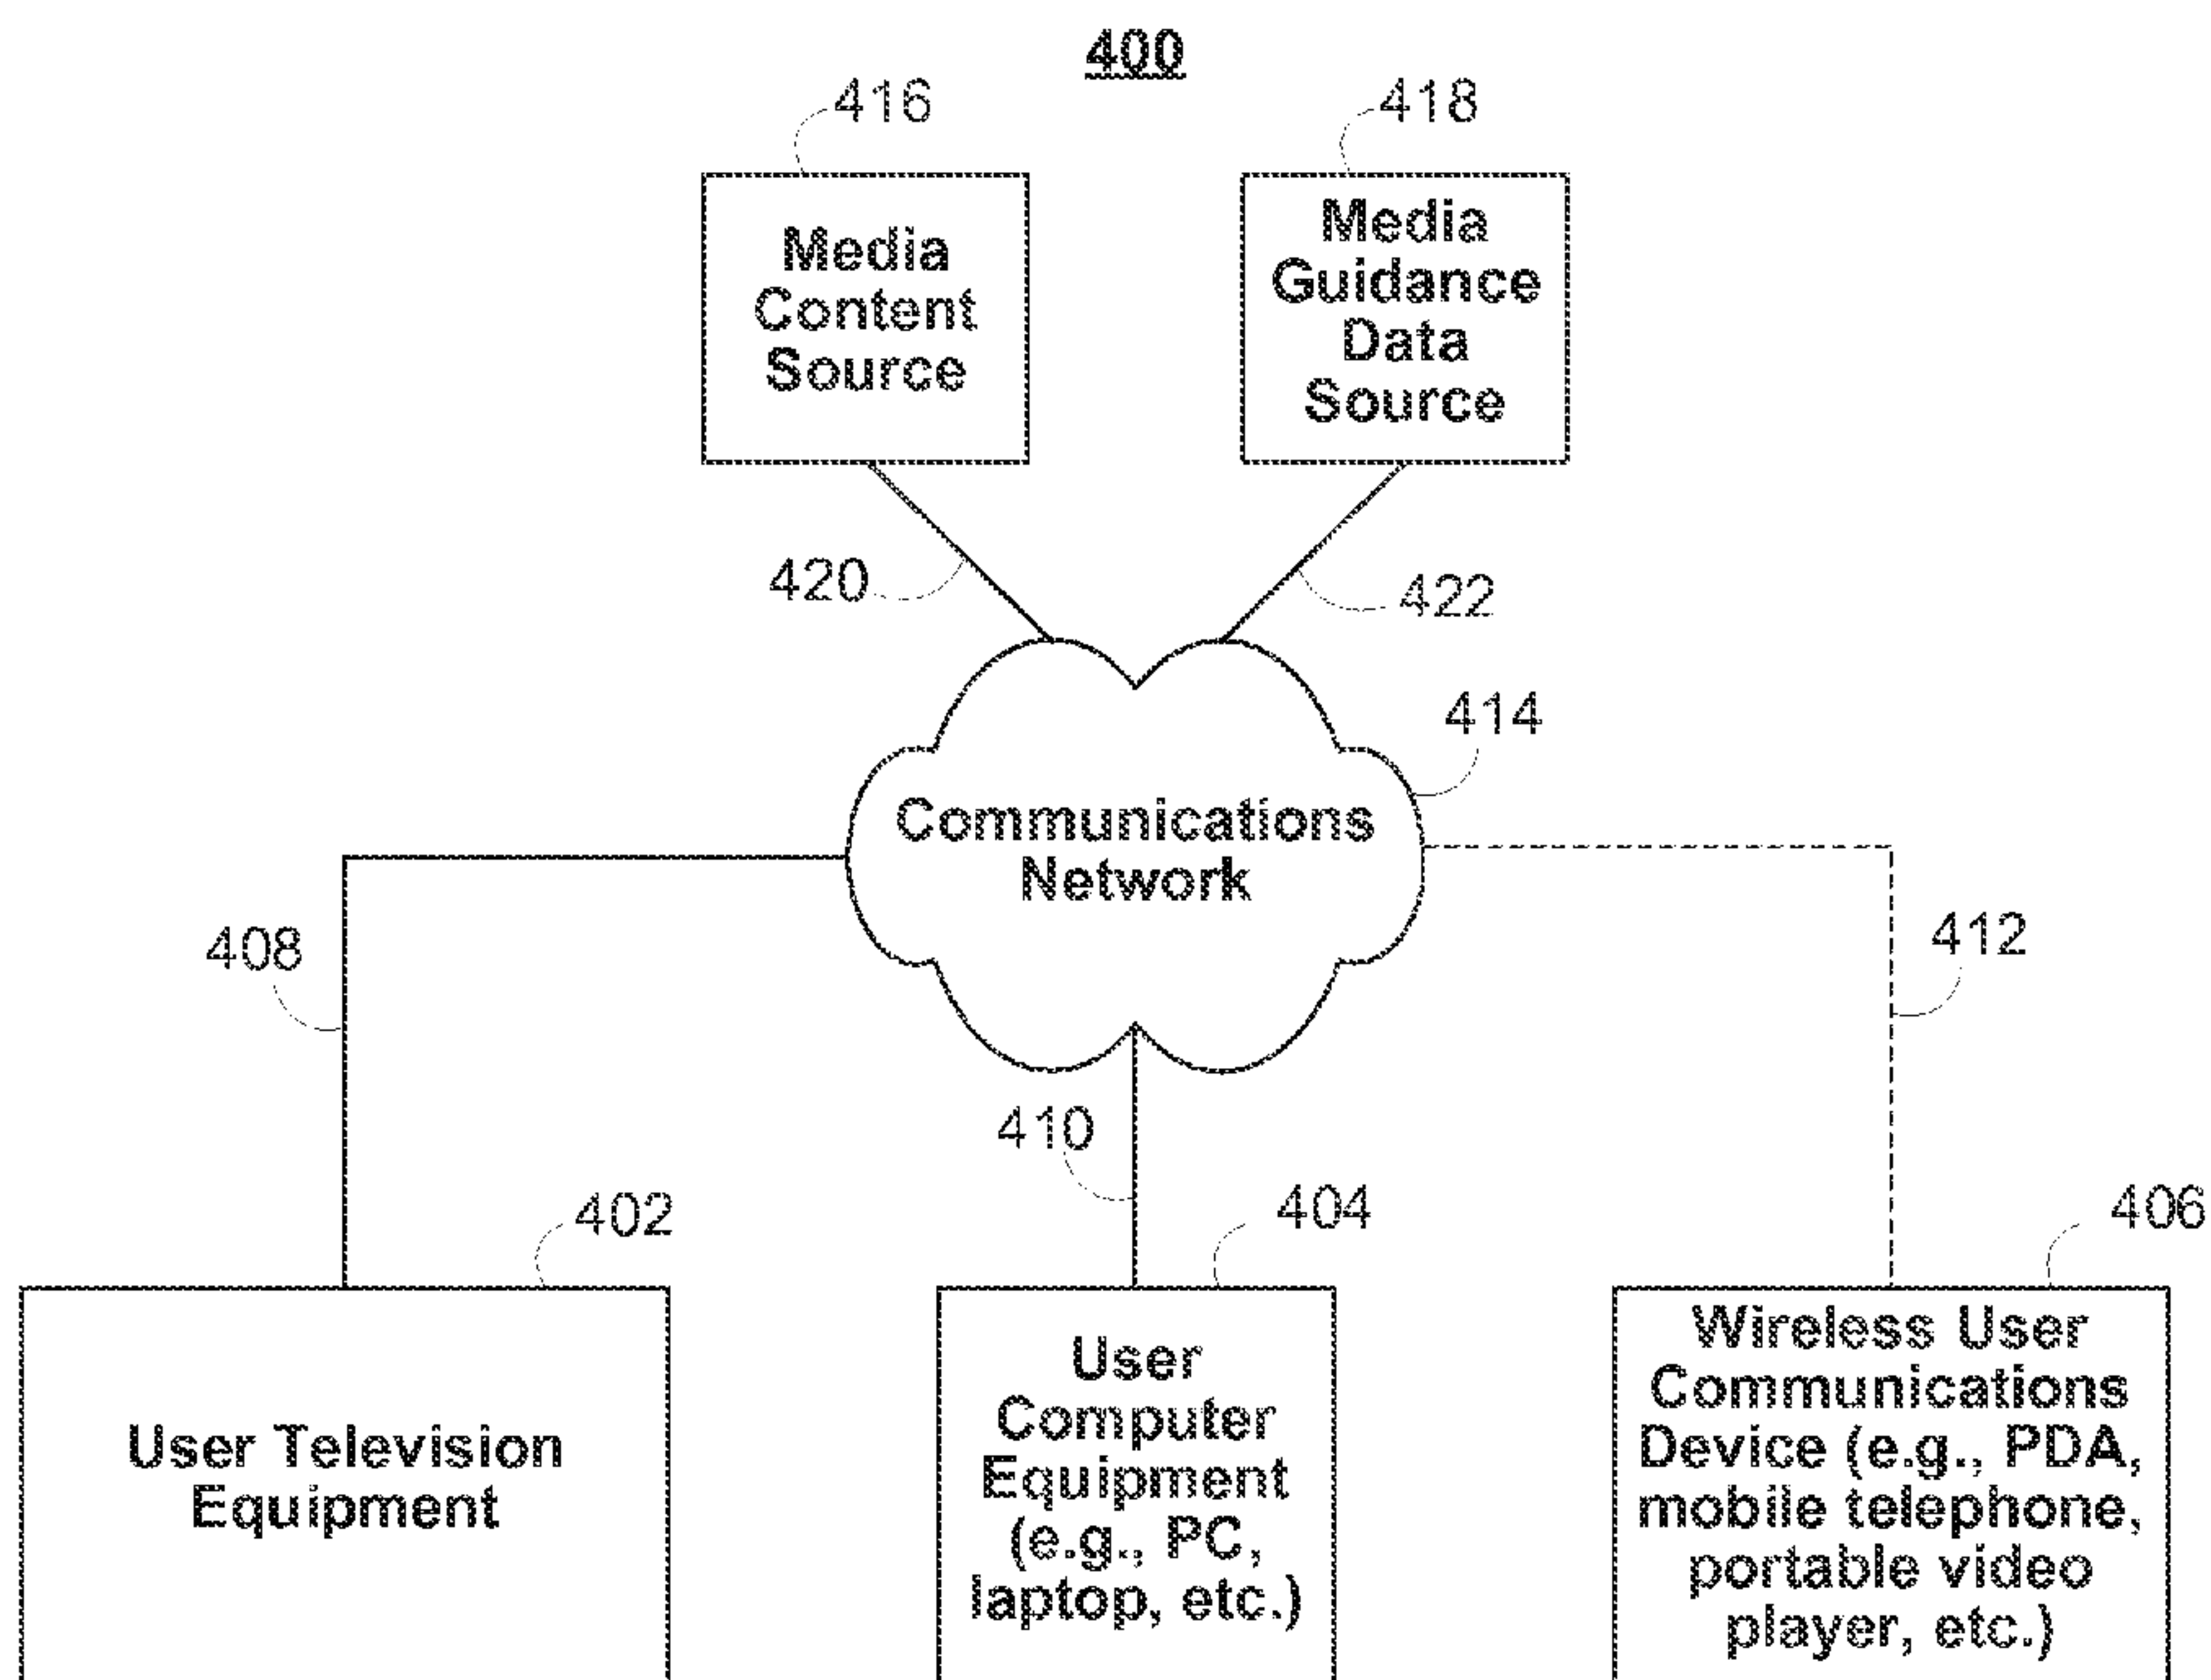 400
416
418
Media
Content
Source
Media
Guidance
Data
Source
420
422
414
Communications
Network
408
412
410
402
404
406
User Television
Equipment
User
Computer
Equipment
(e.g., PC,
laptop, etc.)
Wireless User
Communications
Device (e.g., PDA,
mobile telephone,
portable video
player, etc.)